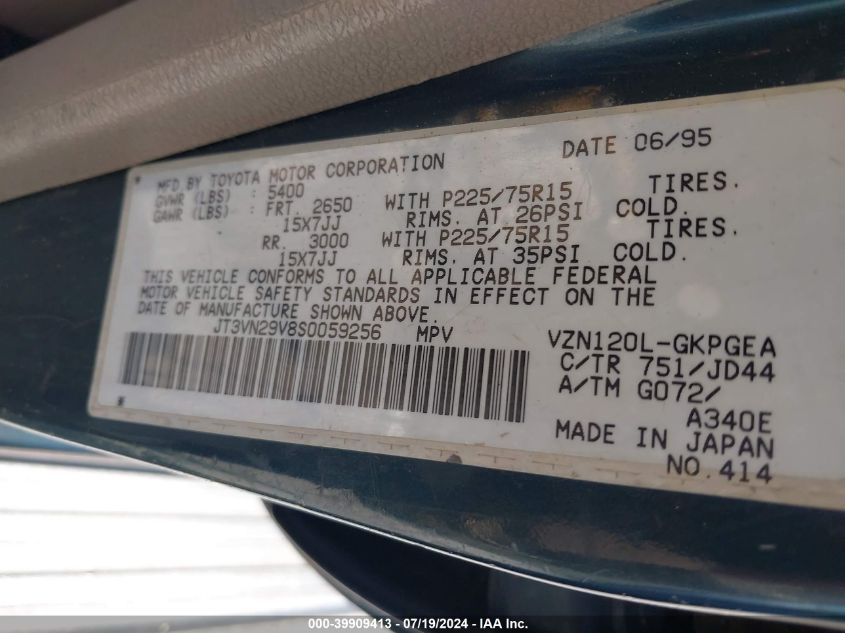 MFD BY TOYOTA MOTOR CORPORATION DATE 06/95
GVWR (LBS) : 5400
GAWR (LBS) : FRT. 2650 WITH P225/75R15 TIRES.
15X7JJ RIMS. AT 26PSI COLD.
RR. 3000 WITH P225/75R15 TIRES.
15X7JJ RIMS. AT 35PSI COLD.
THIS VEHICLE CONFORMS TO ALL APPLICABLE FEDERAL
MOTOR VEHICLE SAFETY STANDARDS IN EFFECT ON THE
DATE OF MANUFACTURE SHOWN ABOVE.
JT3VN29V8S0059256 MPV VZN120L-GKPGEA
C/TR 751/JD44
A/TM G072/
A340E
MADE IN JAPAN
NO.414
000-39909413 - 07/19/2024 - IAA Inc.